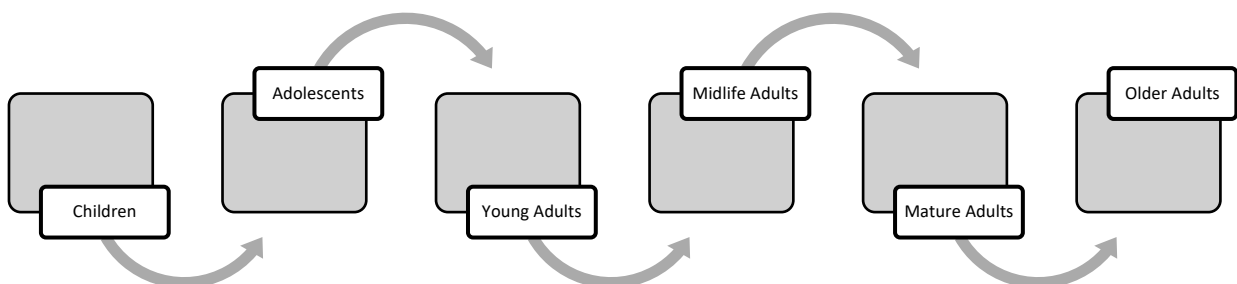 Children
Adolescents
Young Adults
Midlife Adults
Mature Adults
Older Adults